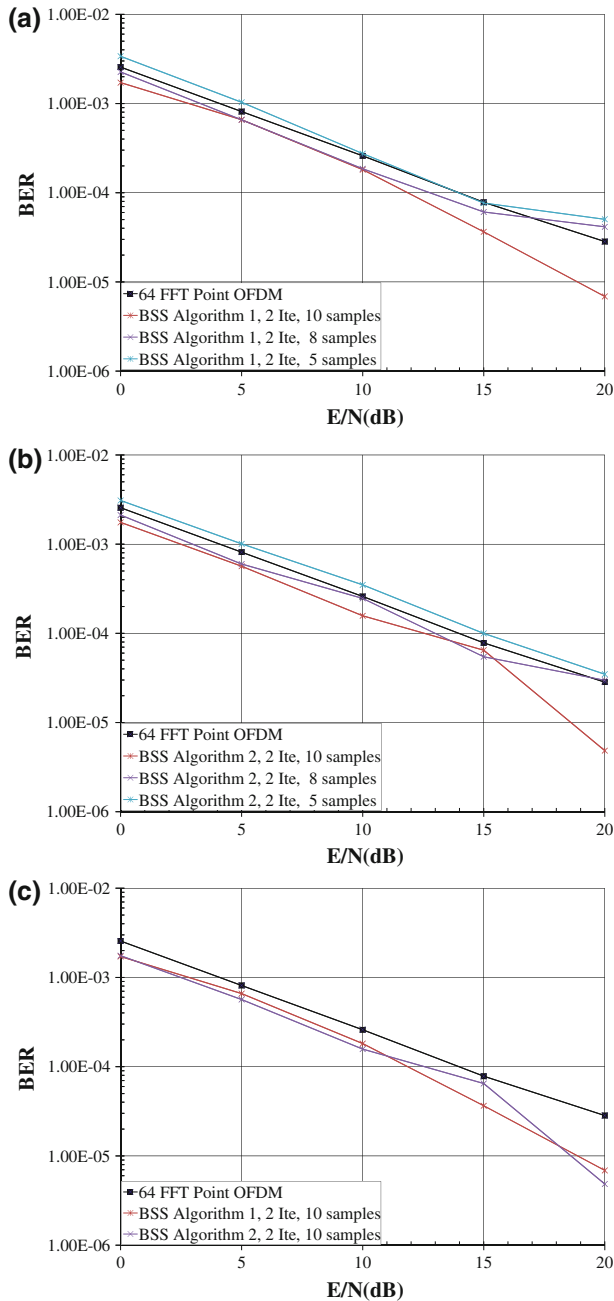 (a)
1.00E-02
1.00E-03
1.00E-04
1.00E-05
1.00E-06
BER
64 FFT Point OFDM
BSS Algorithm 1, 2 Ite, 10 samples
BSS Algorithm 1, 2 Ite, 8 samples
BSS Algorithm 1, 2 Ite, 5 samples
0 5 10 15 20
E/N(dB)
(b)
1.00E-02
1.00E-03
1.00E-04
1.00E-05
1.00E-06
BER
64 FFT Point OFDM
BSS Algorithm 2, 2 Ite, 10 samples
BSS Algorithm 2, 2 Ite, 8 samples
BSS Algorithm 2, 2 Ite, 5 samples
0 5 10 15 20
E/N(dB)
(c)
1.00E-02
1.00E-03
1.00E-04
1.00E-05
1.00E-06
BER
64 FFT Point OFDM
BSS Algorithm 1, 2 Ite, 10 samples
BSS Algorithm 2, 2 Ite, 10 samples
0 5 10 15 20
E/N(dB)